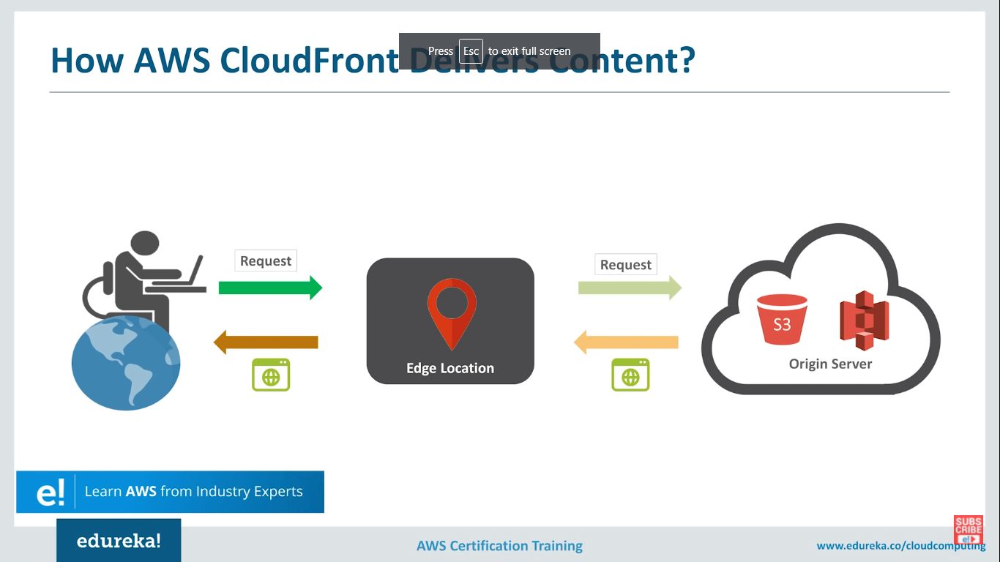 How AWS CloudFront Delivers Content?
Press Esc to exit full screen
Request
Request
S3
Edge Location
Origin Server
e! Learn AWS from Industry Experts
edureka!
AWS Certification Training
SUBS
CRIBE
e!
www.edureka.co/cloudcomputing